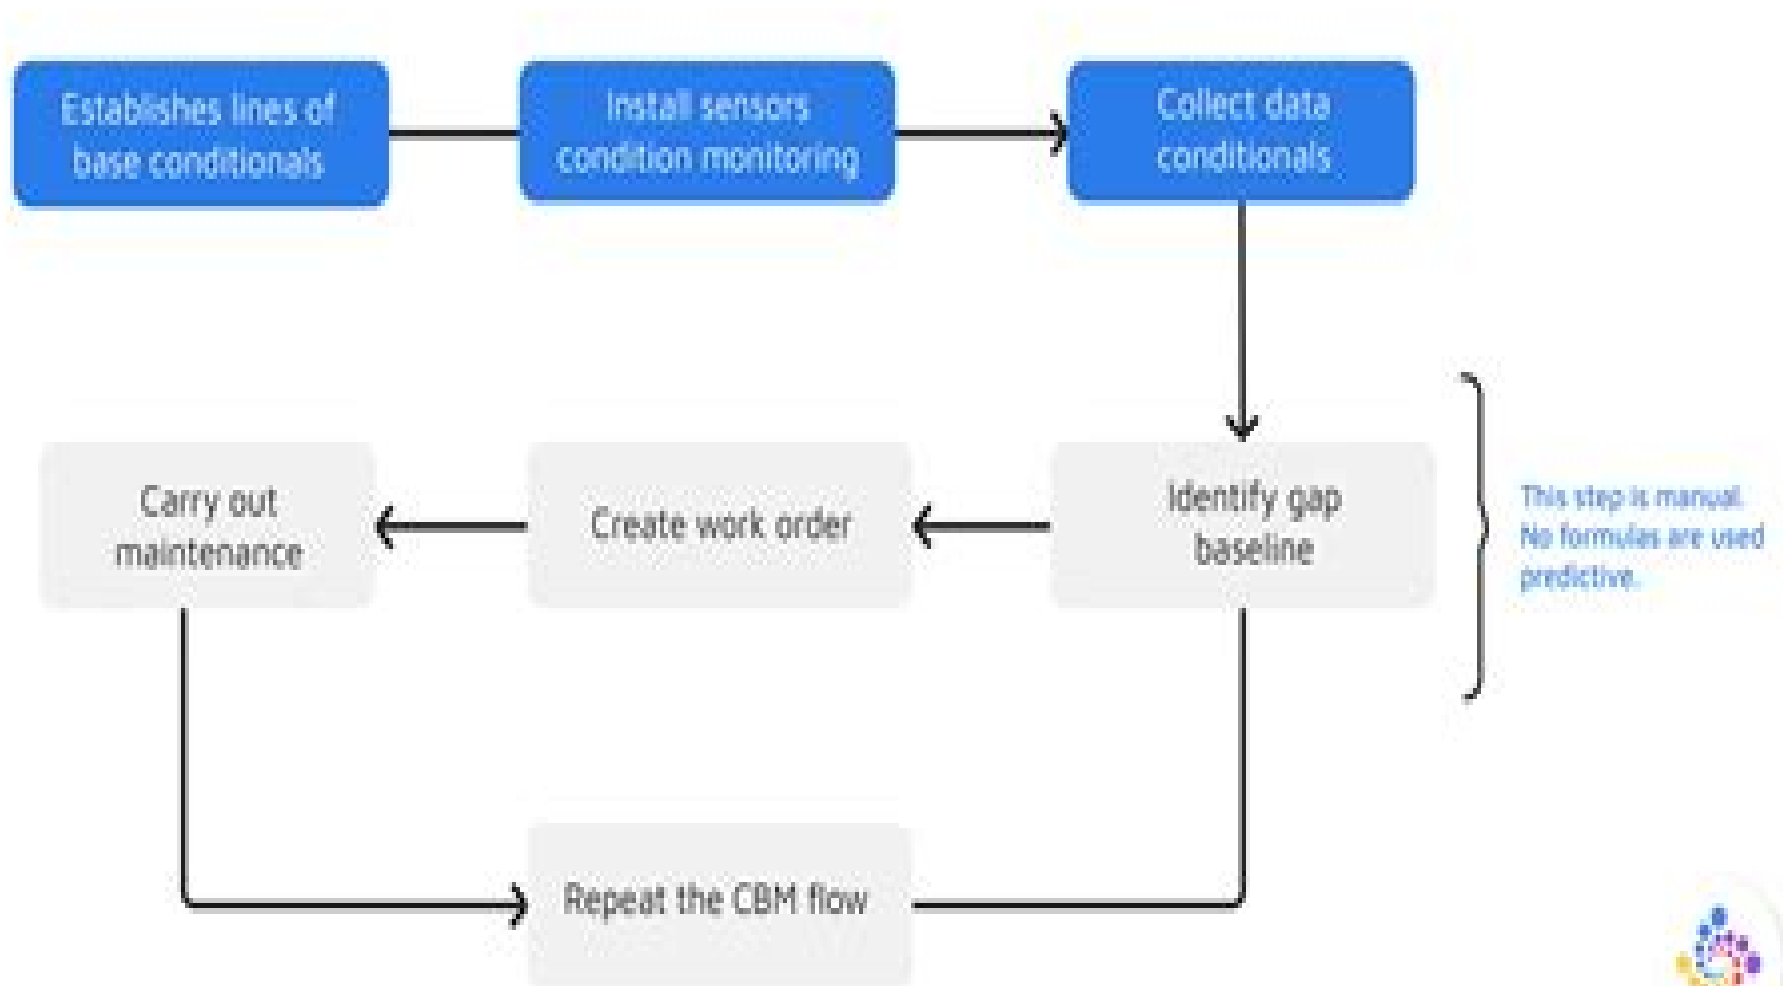 Establishes lines of
base conditionals
Install sensors
condition monitoring
Collect data
conditionals
Carry out
maintenance
Create work order
Identify gap
baseline
This step is manual.
No formulas are used
predictive.
Repeat the CBM flow